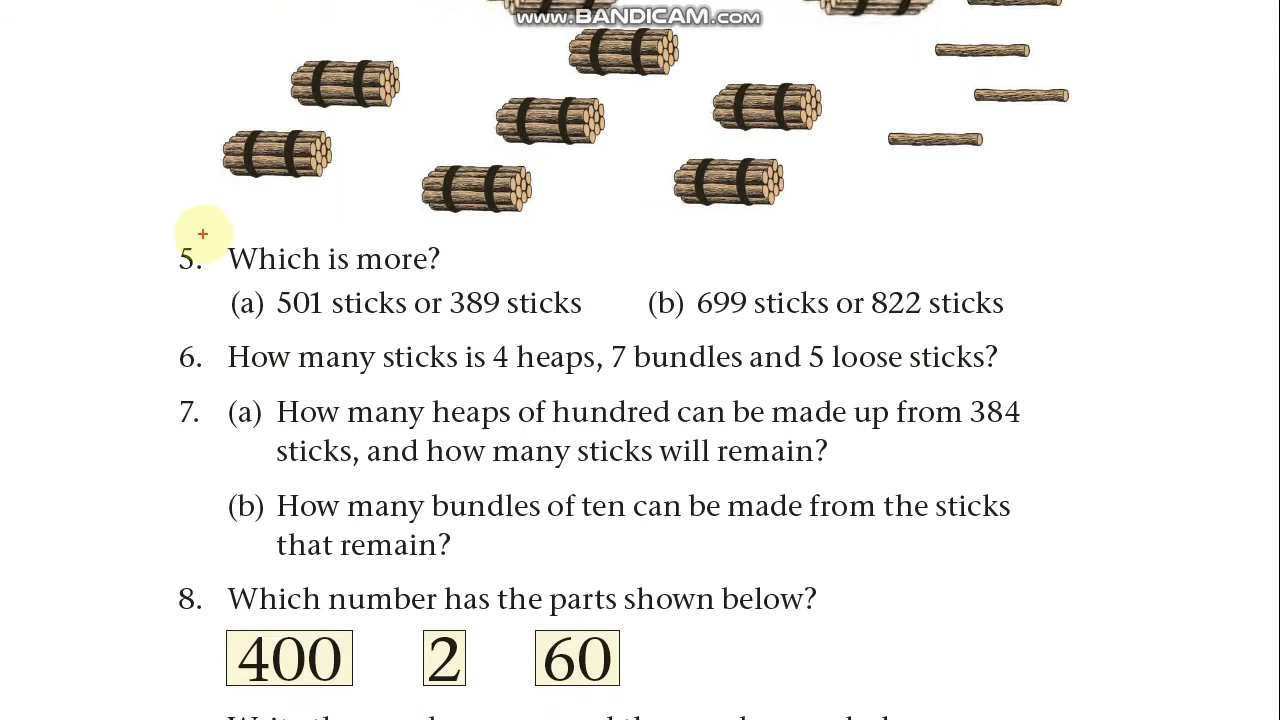 www.BANDICAM.com
5. Which is more?
(a) 501 sticks or 389 sticks (b) 699 sticks or 822 sticks
6. How many sticks is 4 heaps, 7 bundles and 5 loose sticks?
7. (a) How many heaps of hundred can be made up from 384
sticks, and how many sticks will remain?
(b) How many bundles of ten can be made from the sticks
that remain?
8. Which number has the parts shown below?
400 2 60